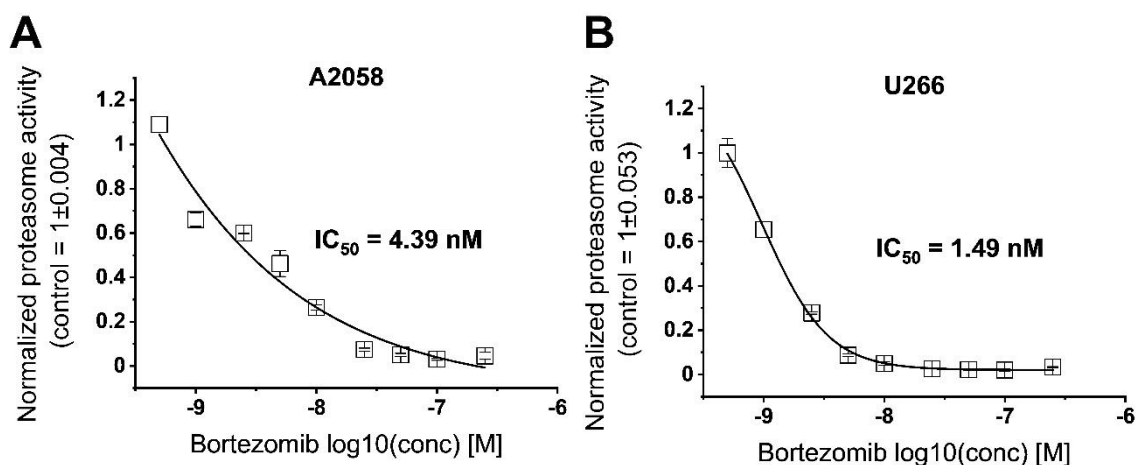 A
A2058
Normalized proteasome activity
(control = 1±0.004)
1.2
1
0.8
0.6
0.4
0.2
0
IC50 = 4.39 nM
-9
-8
-7
-6
Bortezomib log10(conc) [M]
B
U266
Normalized proteasome activity
(control = 1±0.053)
1.2
1
0.8
0.6
0.4
0.2
0
IC50 = 1.49 nM
-9
-8
-7
-6
Bortezomib log10(conc) [M]